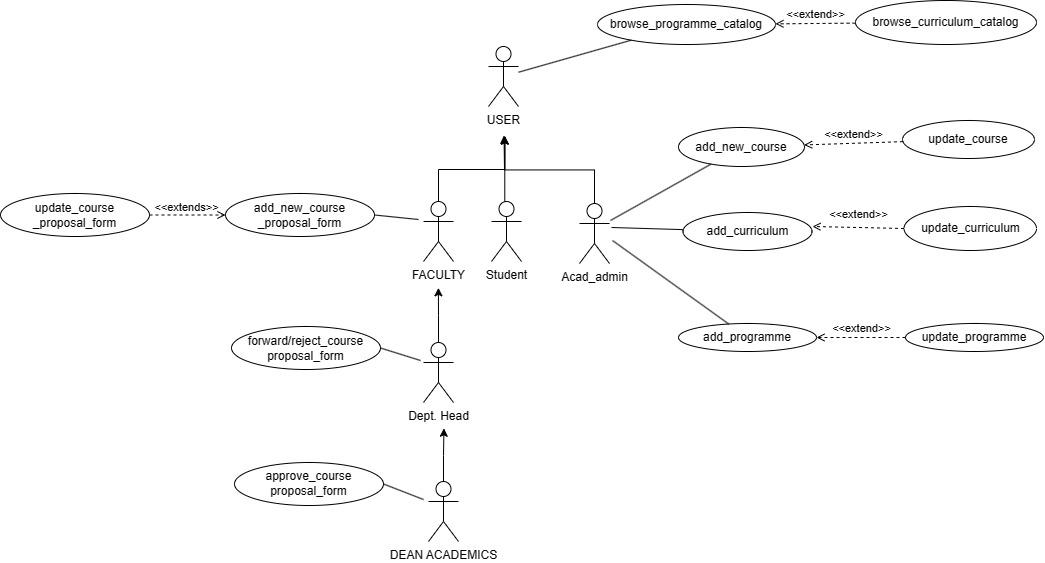 browse_programme_catalog
<<extend>>
browse_curriculum_catalog
USER
add_new_course
<<extend>>
update_course
update_course
_proposal_form
<<extends>>
add_new_course
_proposal_form
FACULTY
Student
Acad_admin
add_curriculum
<<extend>>
update_curriculum
forward/reject_course
proposal_form
add_programme
<<extend>>
update_programme
Dept. Head
approve_course
proposal_form
DEAN ACADEMICS